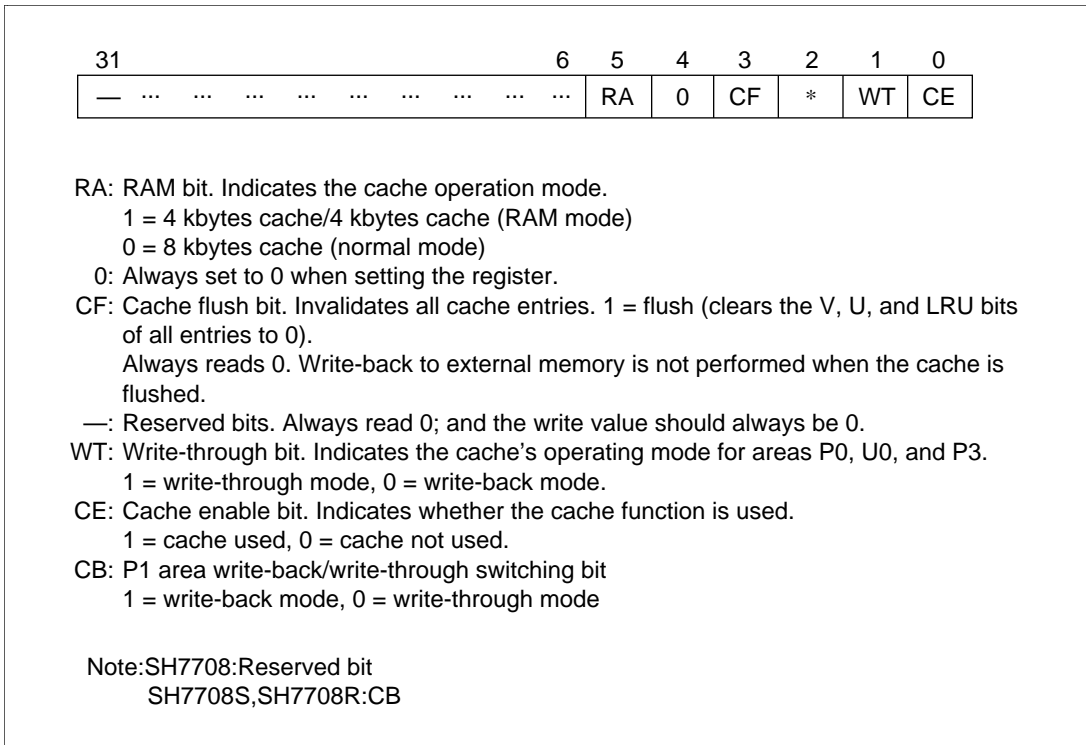 31 6 5 4 3 2 1 0
— ... ... ... ... ... ... ... ... ... RA 0 CF * WT CE
RA: RAM bit. Indicates the cache operation mode.
1 = 4 kbytes cache/4 kbytes cache (RAM mode)
0 = 8 kbytes cache (normal mode)
0: Always set to 0 when setting the register.
CF: Cache flush bit. Invalidates all cache entries. 1 = flush (clears the V, U, and LRU bits
of all entries to 0).
Always reads 0. Write-back to external memory is not performed when the cache is
flushed.
—: Reserved bits. Always read 0; and the write value should always be 0.
WT: Write-through bit. Indicates the cache's operating mode for areas P0, U0, and P3.
1 = write-through mode, 0 = write-back mode.
CE: Cache enable bit. Indicates whether the cache function is used.
1 = cache used, 0 = cache not used.
CB: P1 area write-back/write-through switching bit
1 = write-back mode, 0 = write-through mode
Note:SH7708:Reserved bit
SH7708S,SH7708R:CB